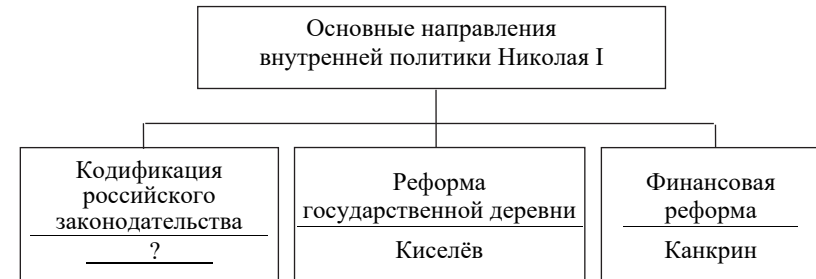 Основные направления
внутренней политики Николая I
Кодификация
российского
законодательства
?
Реформа
государственной деревни
Киселёв
Финансовая
реформа
Канкрин